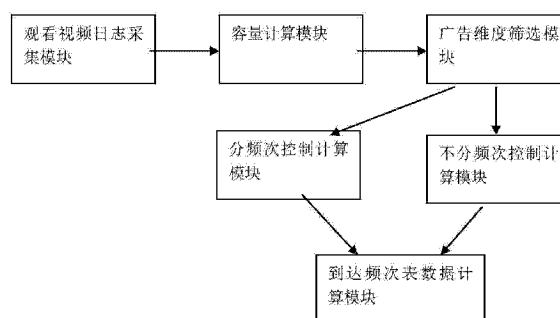 观看视频日志采
集模块
容量计算模块
广告维度筛选模
块
分频次控制计算
模块
不分频次控制计
算模块
到达频次表数据计
算模块